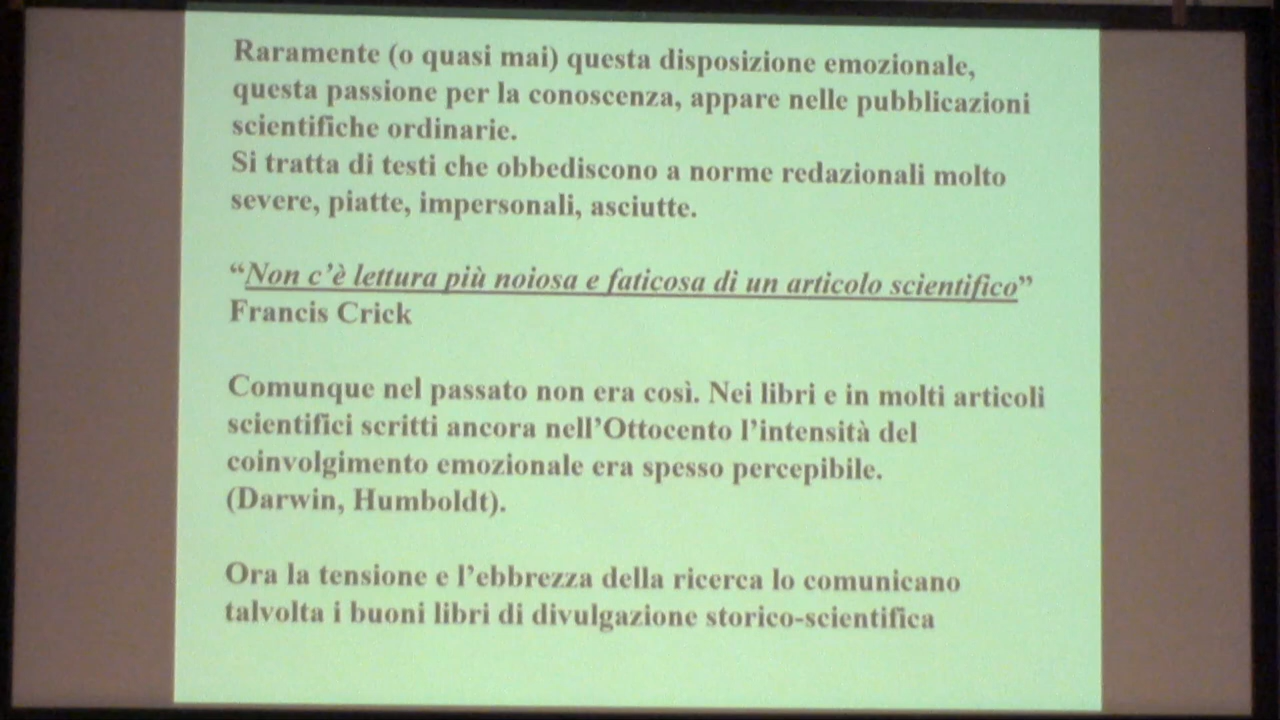 Raramente (o quasi mai) questa disposizione emozionale,
questa passione per la conoscenza, appare nelle pubblicazioni
scientifiche ordinarie.
Si tratta di testi che obbediscono a norme redazionali molto
severe, piatte, impersonali, asciutte.
“Non c’è lettura più noiosa e faticosa di un articolo scientifico”
Francis Crick
Comunque nel passato non era così. Nei libri e in molti articoli
scientifici scritti ancora nell’Ottocento l’intensità del
coinvolgimento emozionale era spesso percepibile.
(Darwin, Humboldt).
Ora la tensione e l’ebbrezza della ricerca lo comunicano
talvolta i buoni libri di divulgazione storico-scientifica